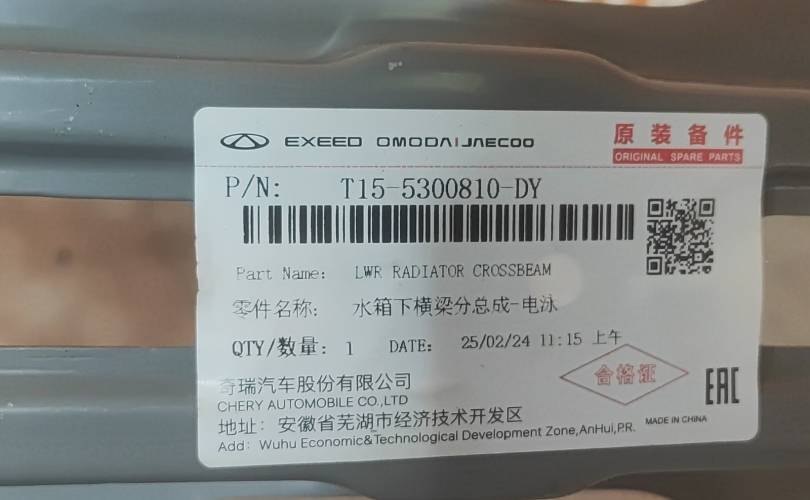 EXEED OMODA JAECOO
原装备件
ORIGINAL SPARE PARTS
P/N: T15-5300810-DY
Part Name: LWR RADIATOR CROSSBEAM
零件名称: 水箱下横梁分总成-电泳
QTY/数量: 1 DATE: 25/02/24 11:15 上午
奇瑞汽车股份有限公司
CHERY AUTOMOBILE CO.,LTD
合格证
EAC
地址: 安徽省芜湖市经济技术开发区
MADE IN CHINA
Add: Wuhu Economic&Technological Development Zone,AnHui,P.R.